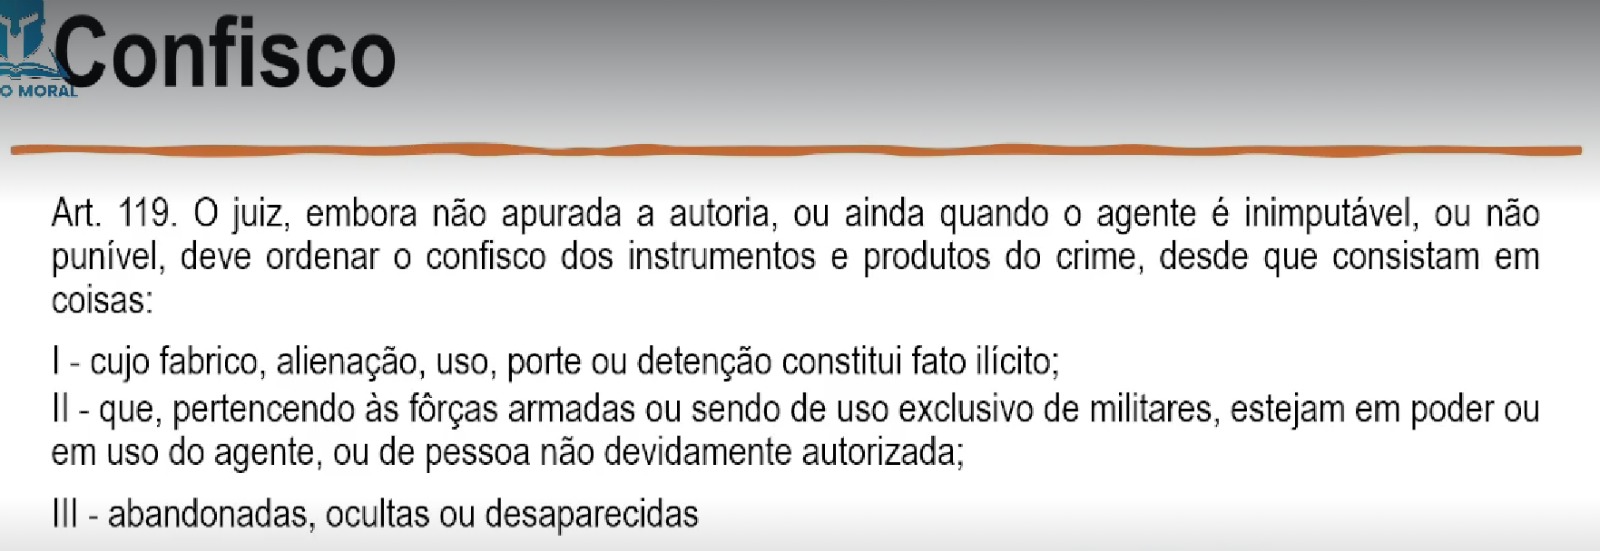 Confisco
O MORAL
Art. 119. O juiz, embora não apurada a autoria, ou ainda quando o agente é inimputável, ou não
punível, deve ordenar o confisco dos instrumentos e produtos do crime, desde que consistam em
coisas:
I - cujo fabrico, alienação, uso, porte ou detenção constitui fato ilícito;
II - que, pertencendo às fôrças armadas ou sendo de uso exclusivo de militares, estejam em poder ou
em uso do agente, ou de pessoa não devidamente autorizada;
III - abandonadas, ocultas ou desaparecidas